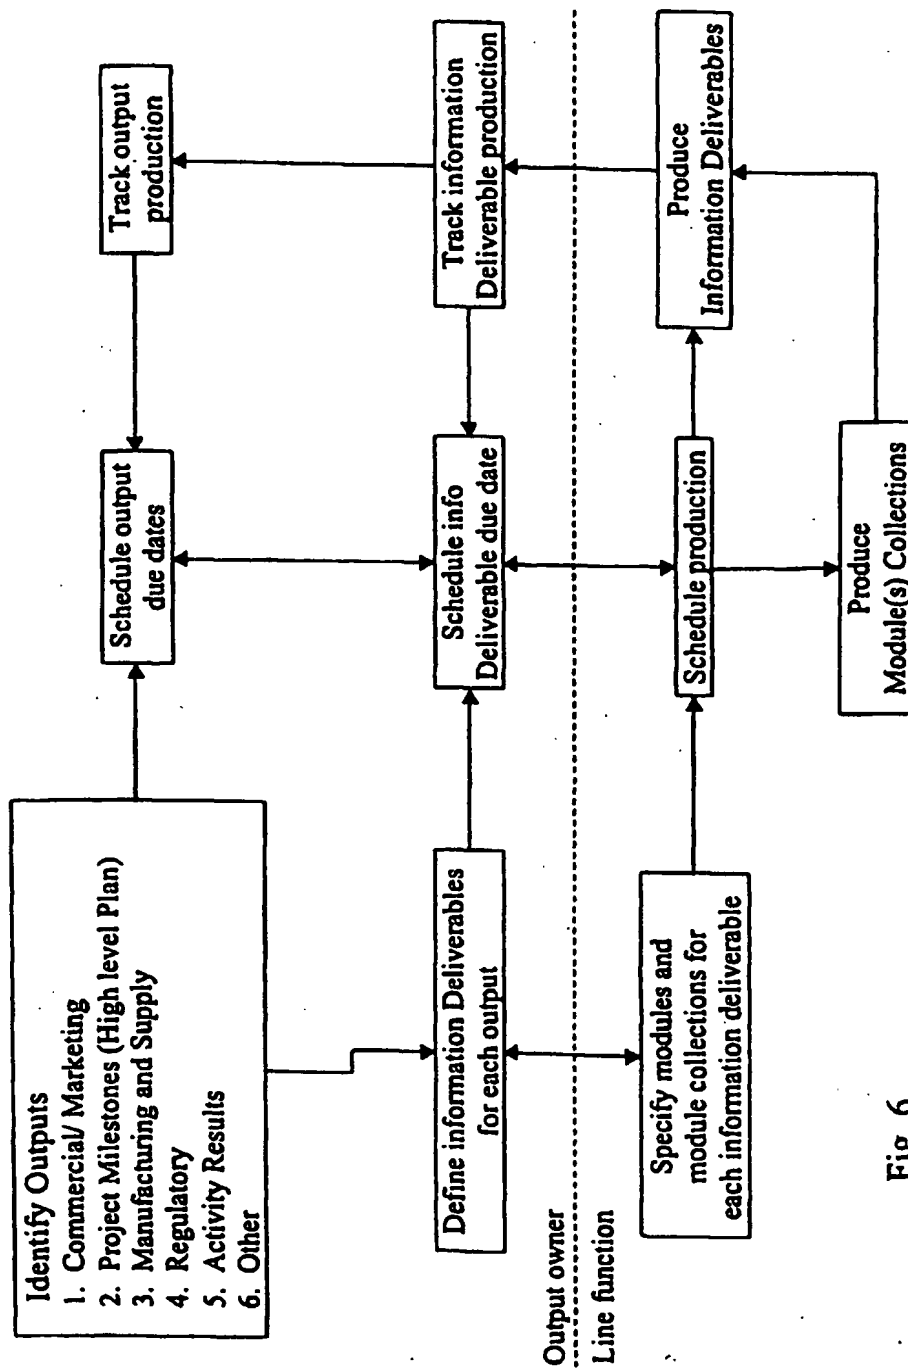 Identify Outputs
1. Commercial/ Marketing
2. Project Milestones (High level Plan)
3. Manufacturing and Supply
4. Regulatory
5. Activity Results
6. Other
Schedule output
due dates
Track output
production
Define information Deliverables
for each output
Schedule info
Deliverable due date
Track information
Deliverable production
Output owner
Line function
Specify modules and
module collections for
each information deliverable
Schedule production
Produce
Information Deliverables
Produce
Module(s) Collections
Fig. 6